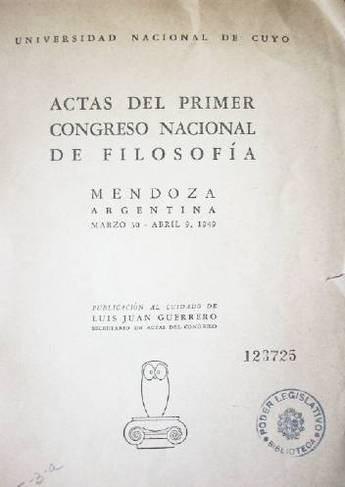 UNIVERSIDAD NACIONAL DE CUYO
ACTAS DEL PRIMER
CONGRESO NACIONAL
DE FILOSOFÍA
MENDOZA
ARGENTINA
MARZO 30 - ABRIL 9, 1949
PUBLICACIÓN AL CUIDADO DE
LUIS JUAN GUERRERO
SECRETARIO DE ACTAS DEL CONGRESO
123725
PODER LEGISLATIVO
BIBLIOTECA